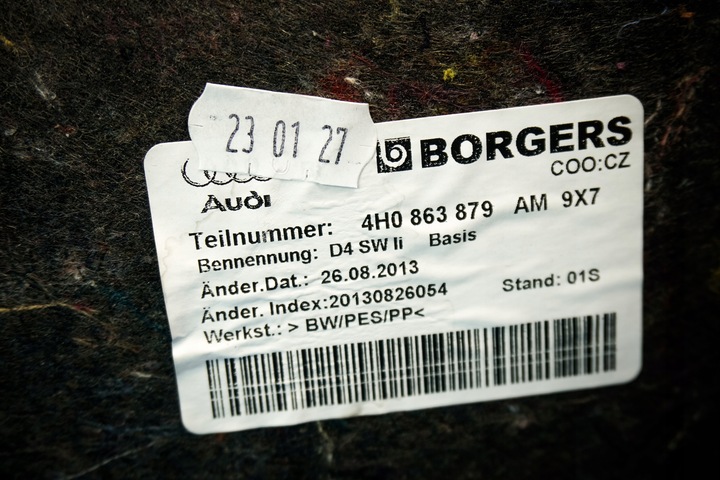 23 01 27
BORGERS
COO:CZ
Audi
Teilnummer: 4H0 863 879 AM 9X7
Bennennung: D4 SW li Basis
Änder.Dat.: 26.08.2013
Änder. Index:20130826054 Stand: 01S
Werkst.: > BW/PES/PP<